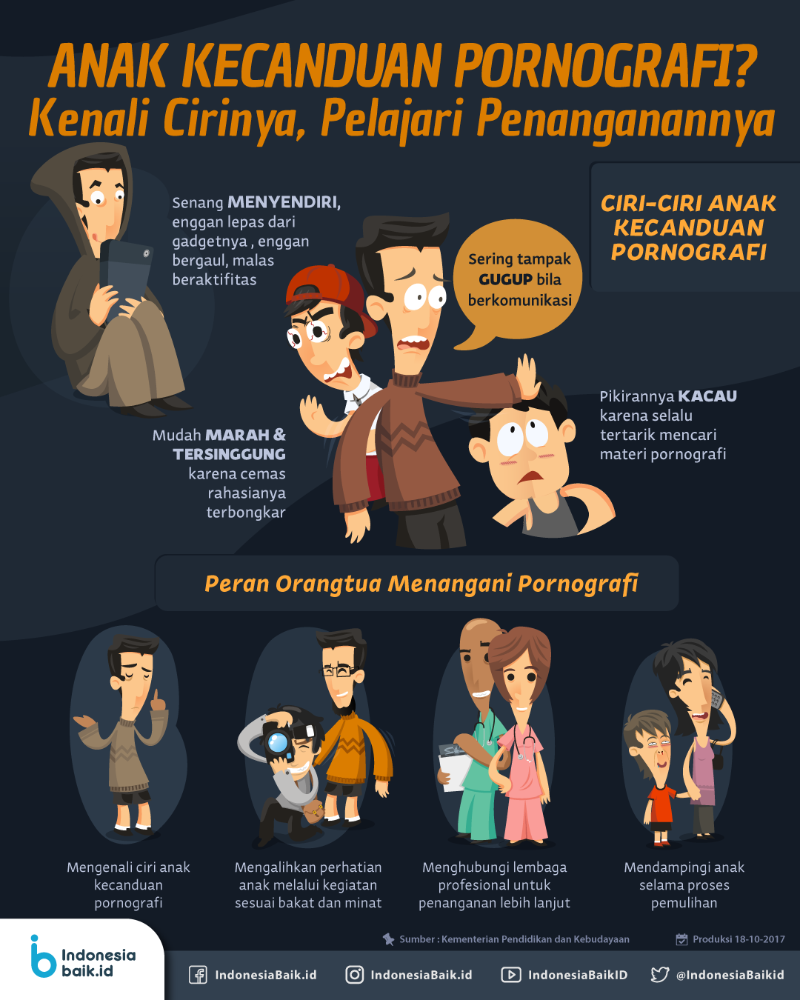 ANAK KECANDUAN PORNOGRAFI?
Kenali Cirinya, Pelajari Penanganannya
Senang MENYENDIRI,
enggan lepas dari
gadgetnya , enggan
bergaul, malas
beraktifitas
CIRI-CIRI ANAK
KECANDUAN
PORNOGRAFI
Sering tampak
GUGUP bila
berkomunikasi
Mudah MARAH &
TERSINGGUNG
karena cemas
rahasianya
terbongkar
Pikirannya KACAU
karena selalu
tertarik mencari
materi pornografi
Peran Orangtua Menangani Pornografi
Mengenali ciri anak
kecanduan
pornografi
Mengalihkan perhatian
anak melalui kegiatan
sesuai bakat dan minat
Menghubungi lembaga
profesional untuk
penanganan lebih lanjut
Mendampingi anak
selama proses
pemulihan
Sumber : Kementerian Pendidikan dan Kebudayaan
Produksi 18-10-2017
Indonesia
baik.id
IndonesiaBaik.id
IndonesiaBaik.id
IndonesiaBaikID
@IndonesiaBaikid